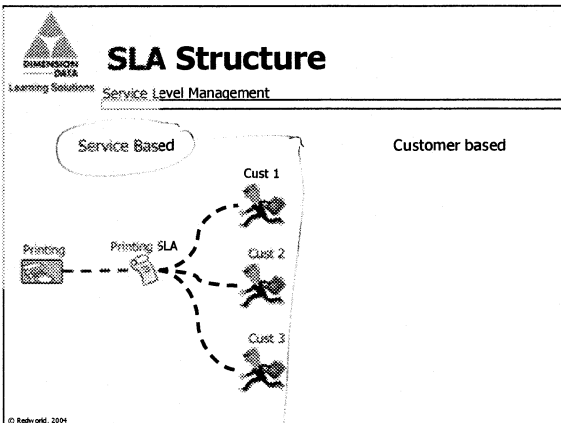 DIMENSION
DATA
Learning Solutions
SLA Structure
Service Level Management
Service Based
Customer based
Cust 1
Printing
Printing SLA
Cust 2
Cust 3
© Redworld, 2004